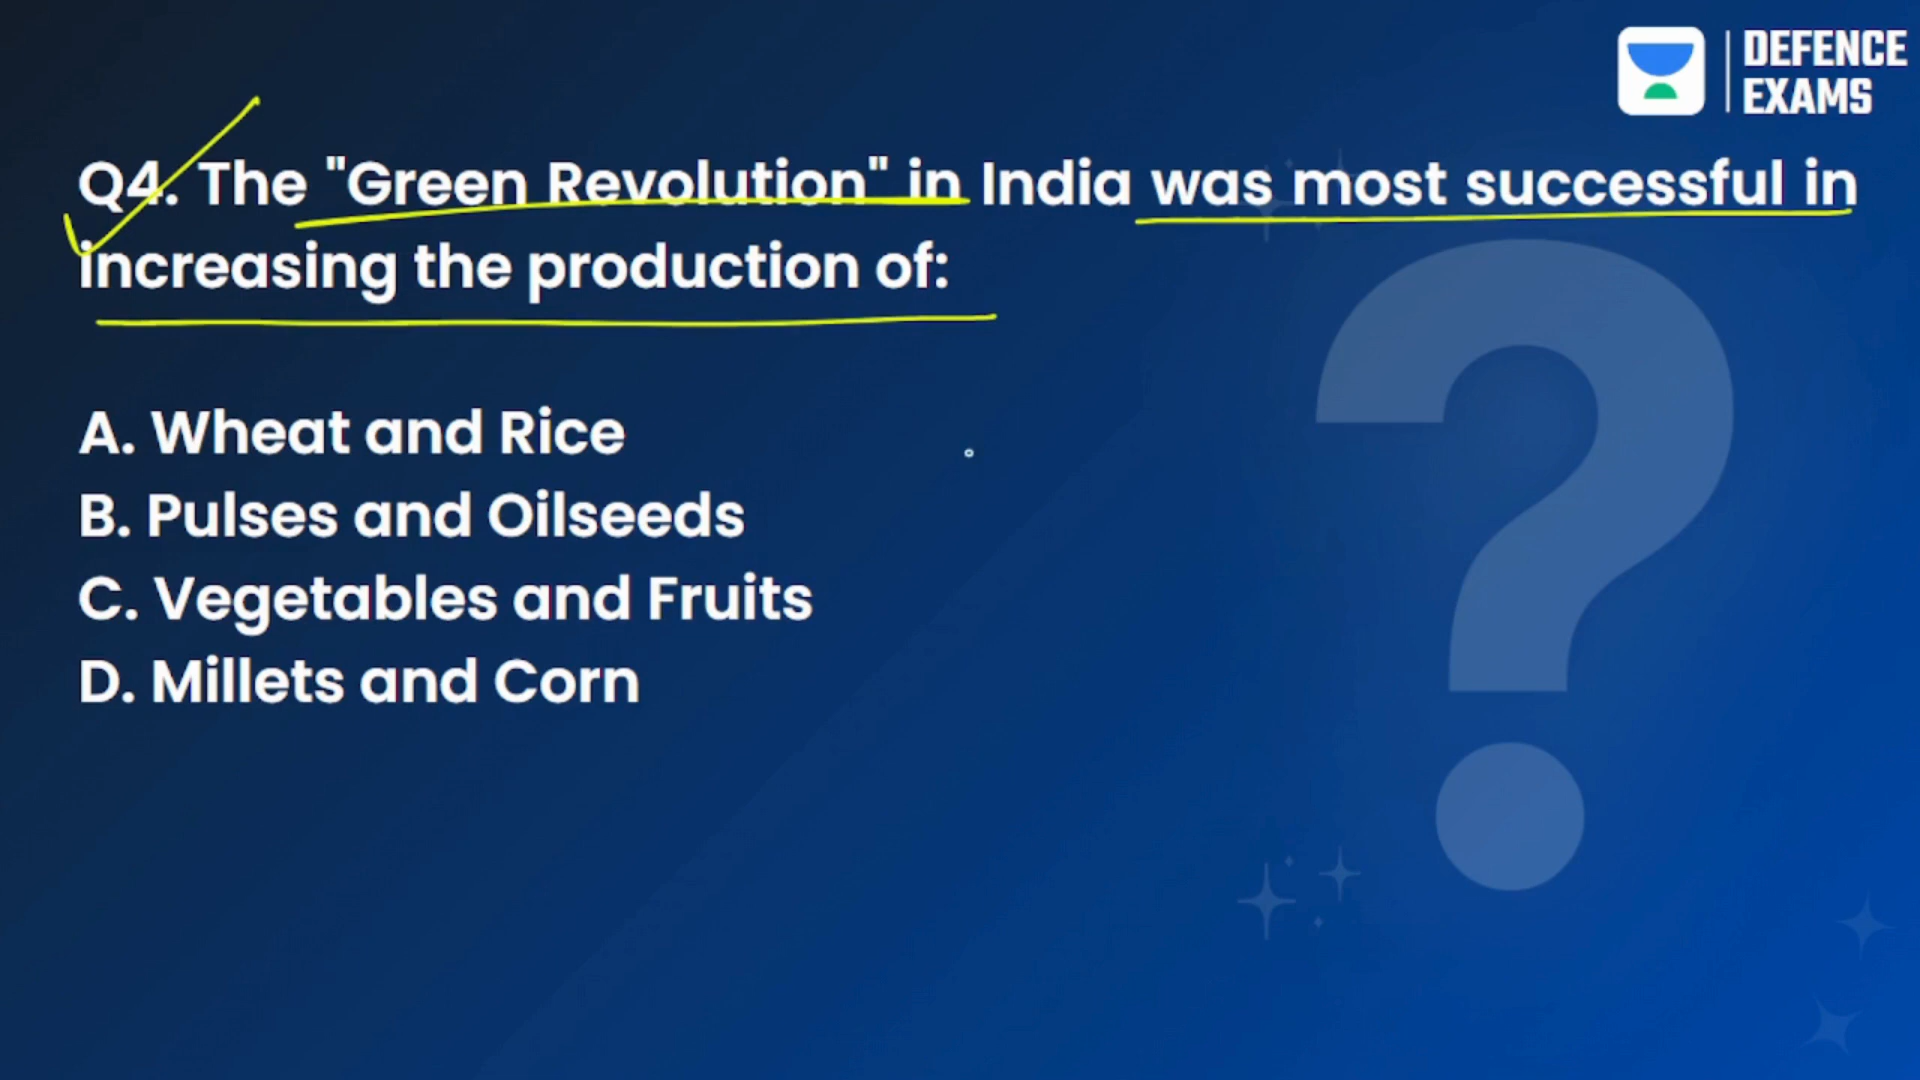 DEFENCE
EXAMS
Q4. The "Green Revolution" in India was most successful in
increasing the production of:
A. Wheat and Rice
B. Pulses and Oilseeds
C. Vegetables and Fruits
D. Millets and Corn